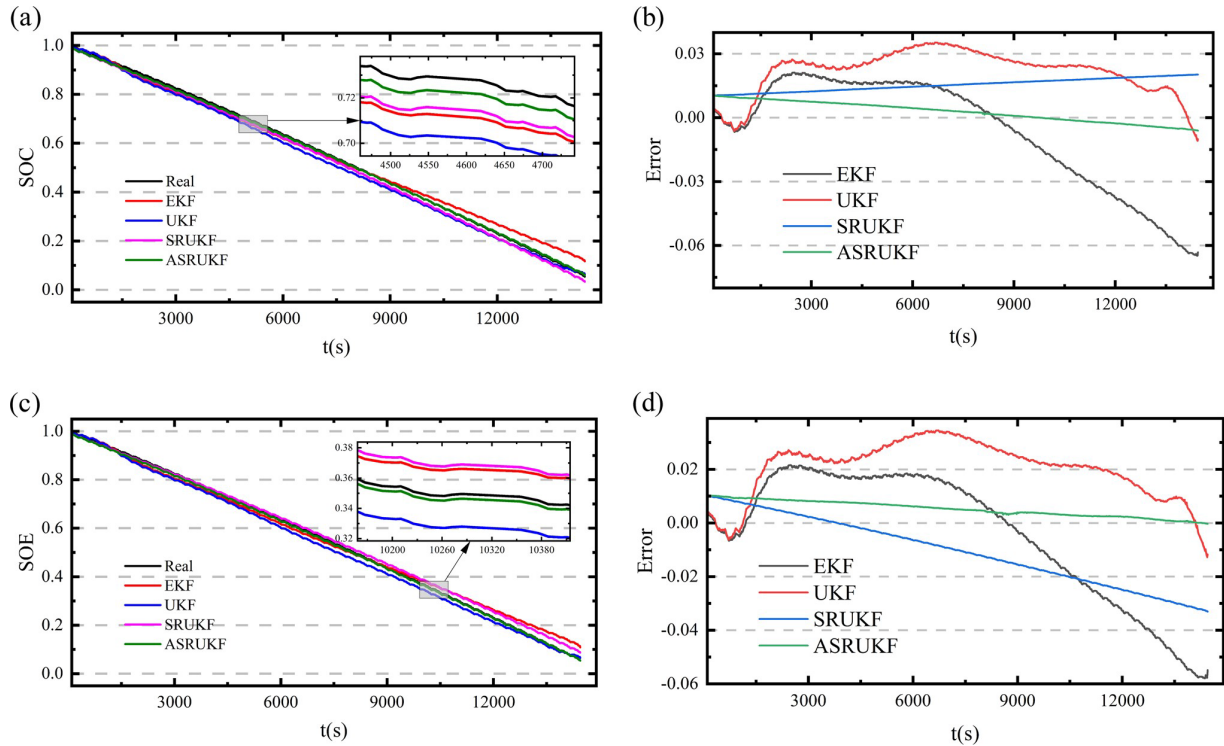 (a)
1.0
0.8
0.6
0.4
0.2
0.0
SOC
0.72
0.70
4500 4550 4600 4650 4700
Real
EKF
UKF
SRUKF
ASRUKF
3000 6000 9000 12000
t(s)
(b)
0.03
0.00
-0.03
-0.06
Error
EKF
UKF
SRUKF
ASRUKF
3000 6000 9000 12000
t(s)
(c)
1.0
0.8
0.6
0.4
0.2
0.0
SOE
0.38
0.36
0.34
0.32
10200 10260 10320 10380
Real
EKF
UKF
SRUKF
ASRUKF
3000 6000 9000 12000
t(s)
(d)
0.02
0.00
-0.02
-0.04
-0.06
Error
EKF
UKF
SRUKF
ASRUKF
3000 6000 9000 12000
t(s)